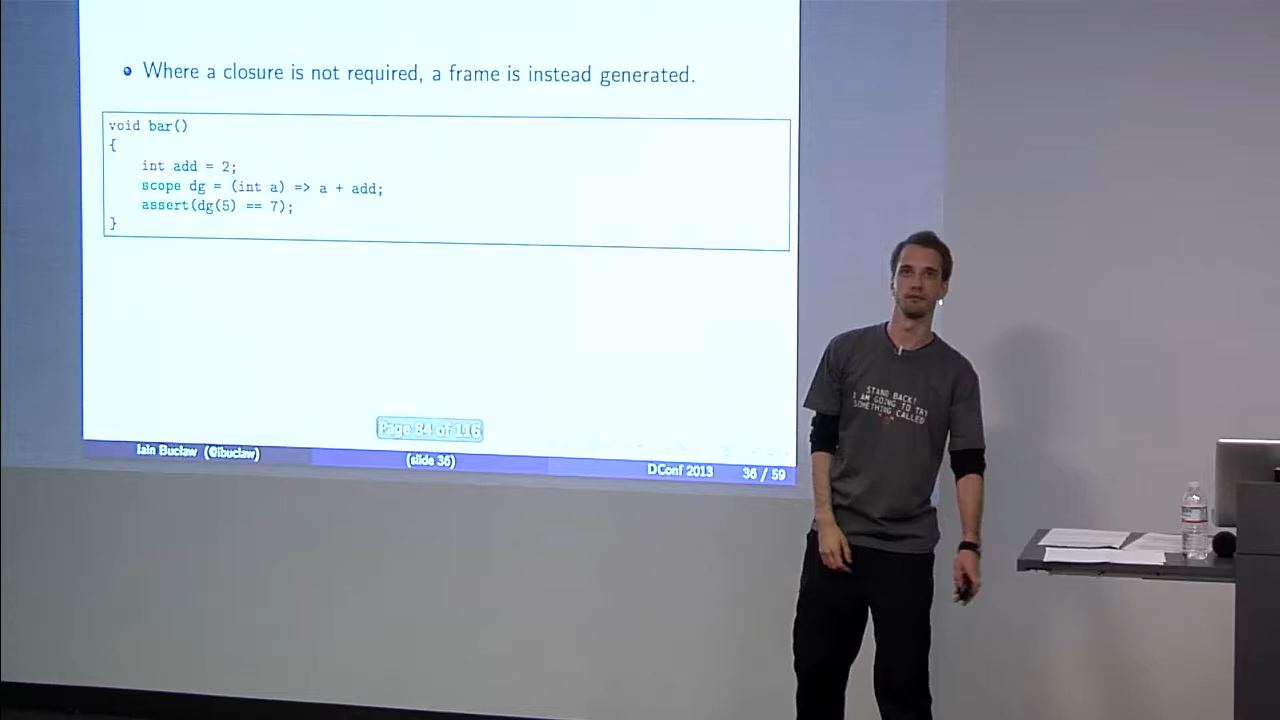 Where a closure is not required, a frame is instead generated.
void bar()
{
int add = 2;
scope dg = (int a) => a + add;
assert(dg(5) == 7);
}
Page 84 of 116
Iain Buclaw (@ibuclaw)
(slide 36)
DConf 2013
36 / 59
STAND BACK!
I AM GOING TO TRY
SOMETHING CALLED